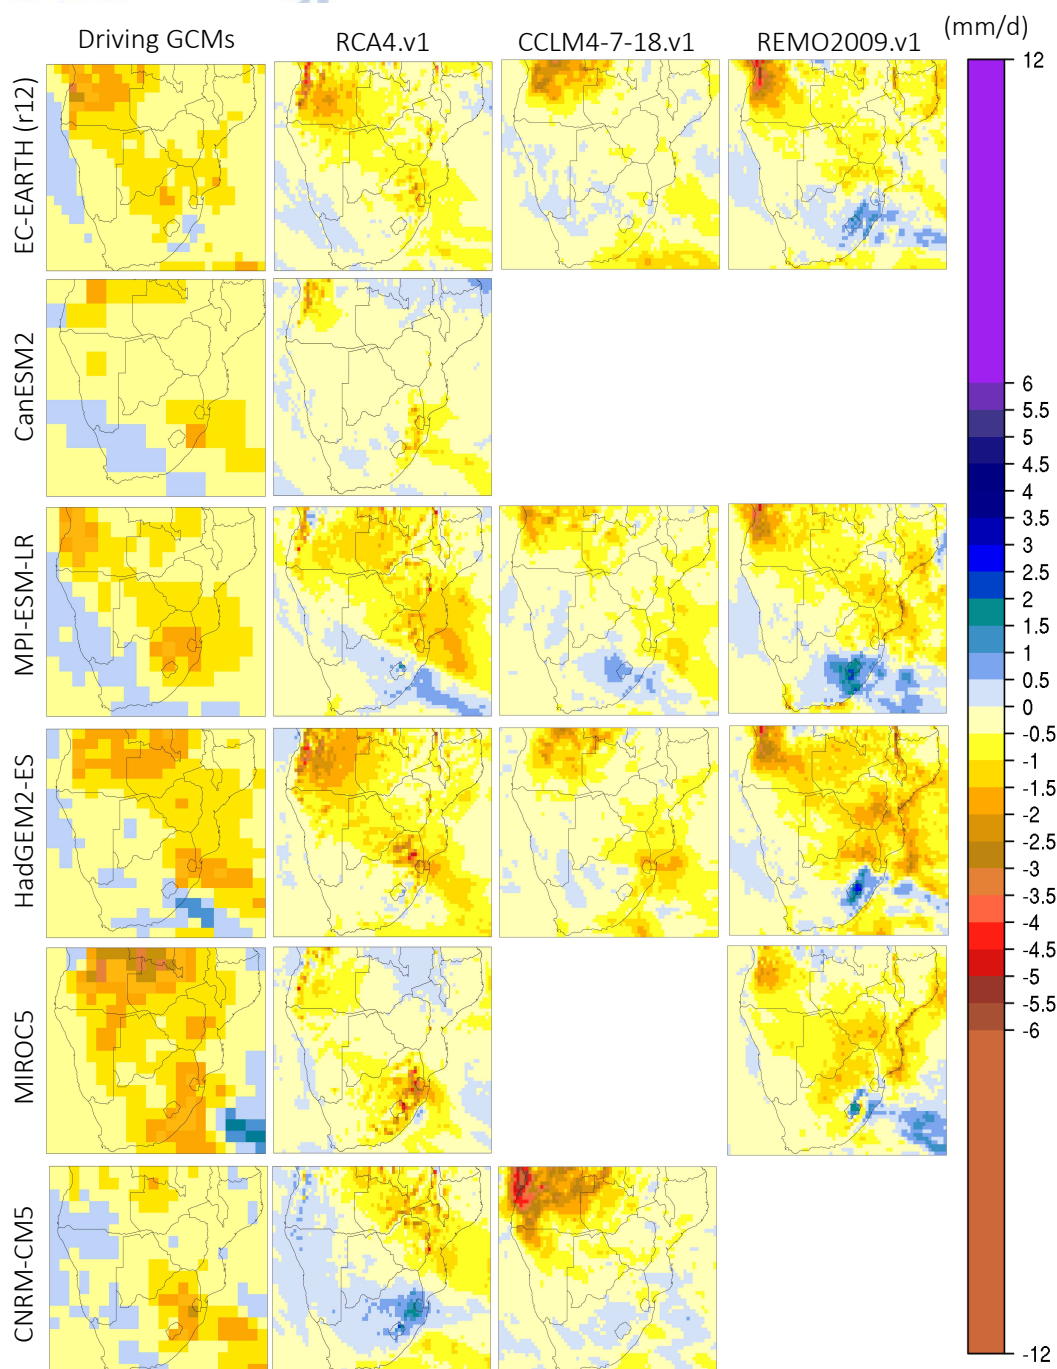 (mm/d)
Driving GCMs
RCA4.v1
CCLM4-7-18.v1
REMO2009.v1
EC-EARTH (r12)
CanESM2
MPI-ESM-LR
HadGEM2-ES
MIROC5
CNRM-CM5
12
6
5.5
5
4.5
4
3.5
3
2.5
2
1.5
1
0.5
0
-0.5
-1
-1.5
-2
-2.5
-3
-3.5
-4
-4.5
-5
-5.5
-6
-12